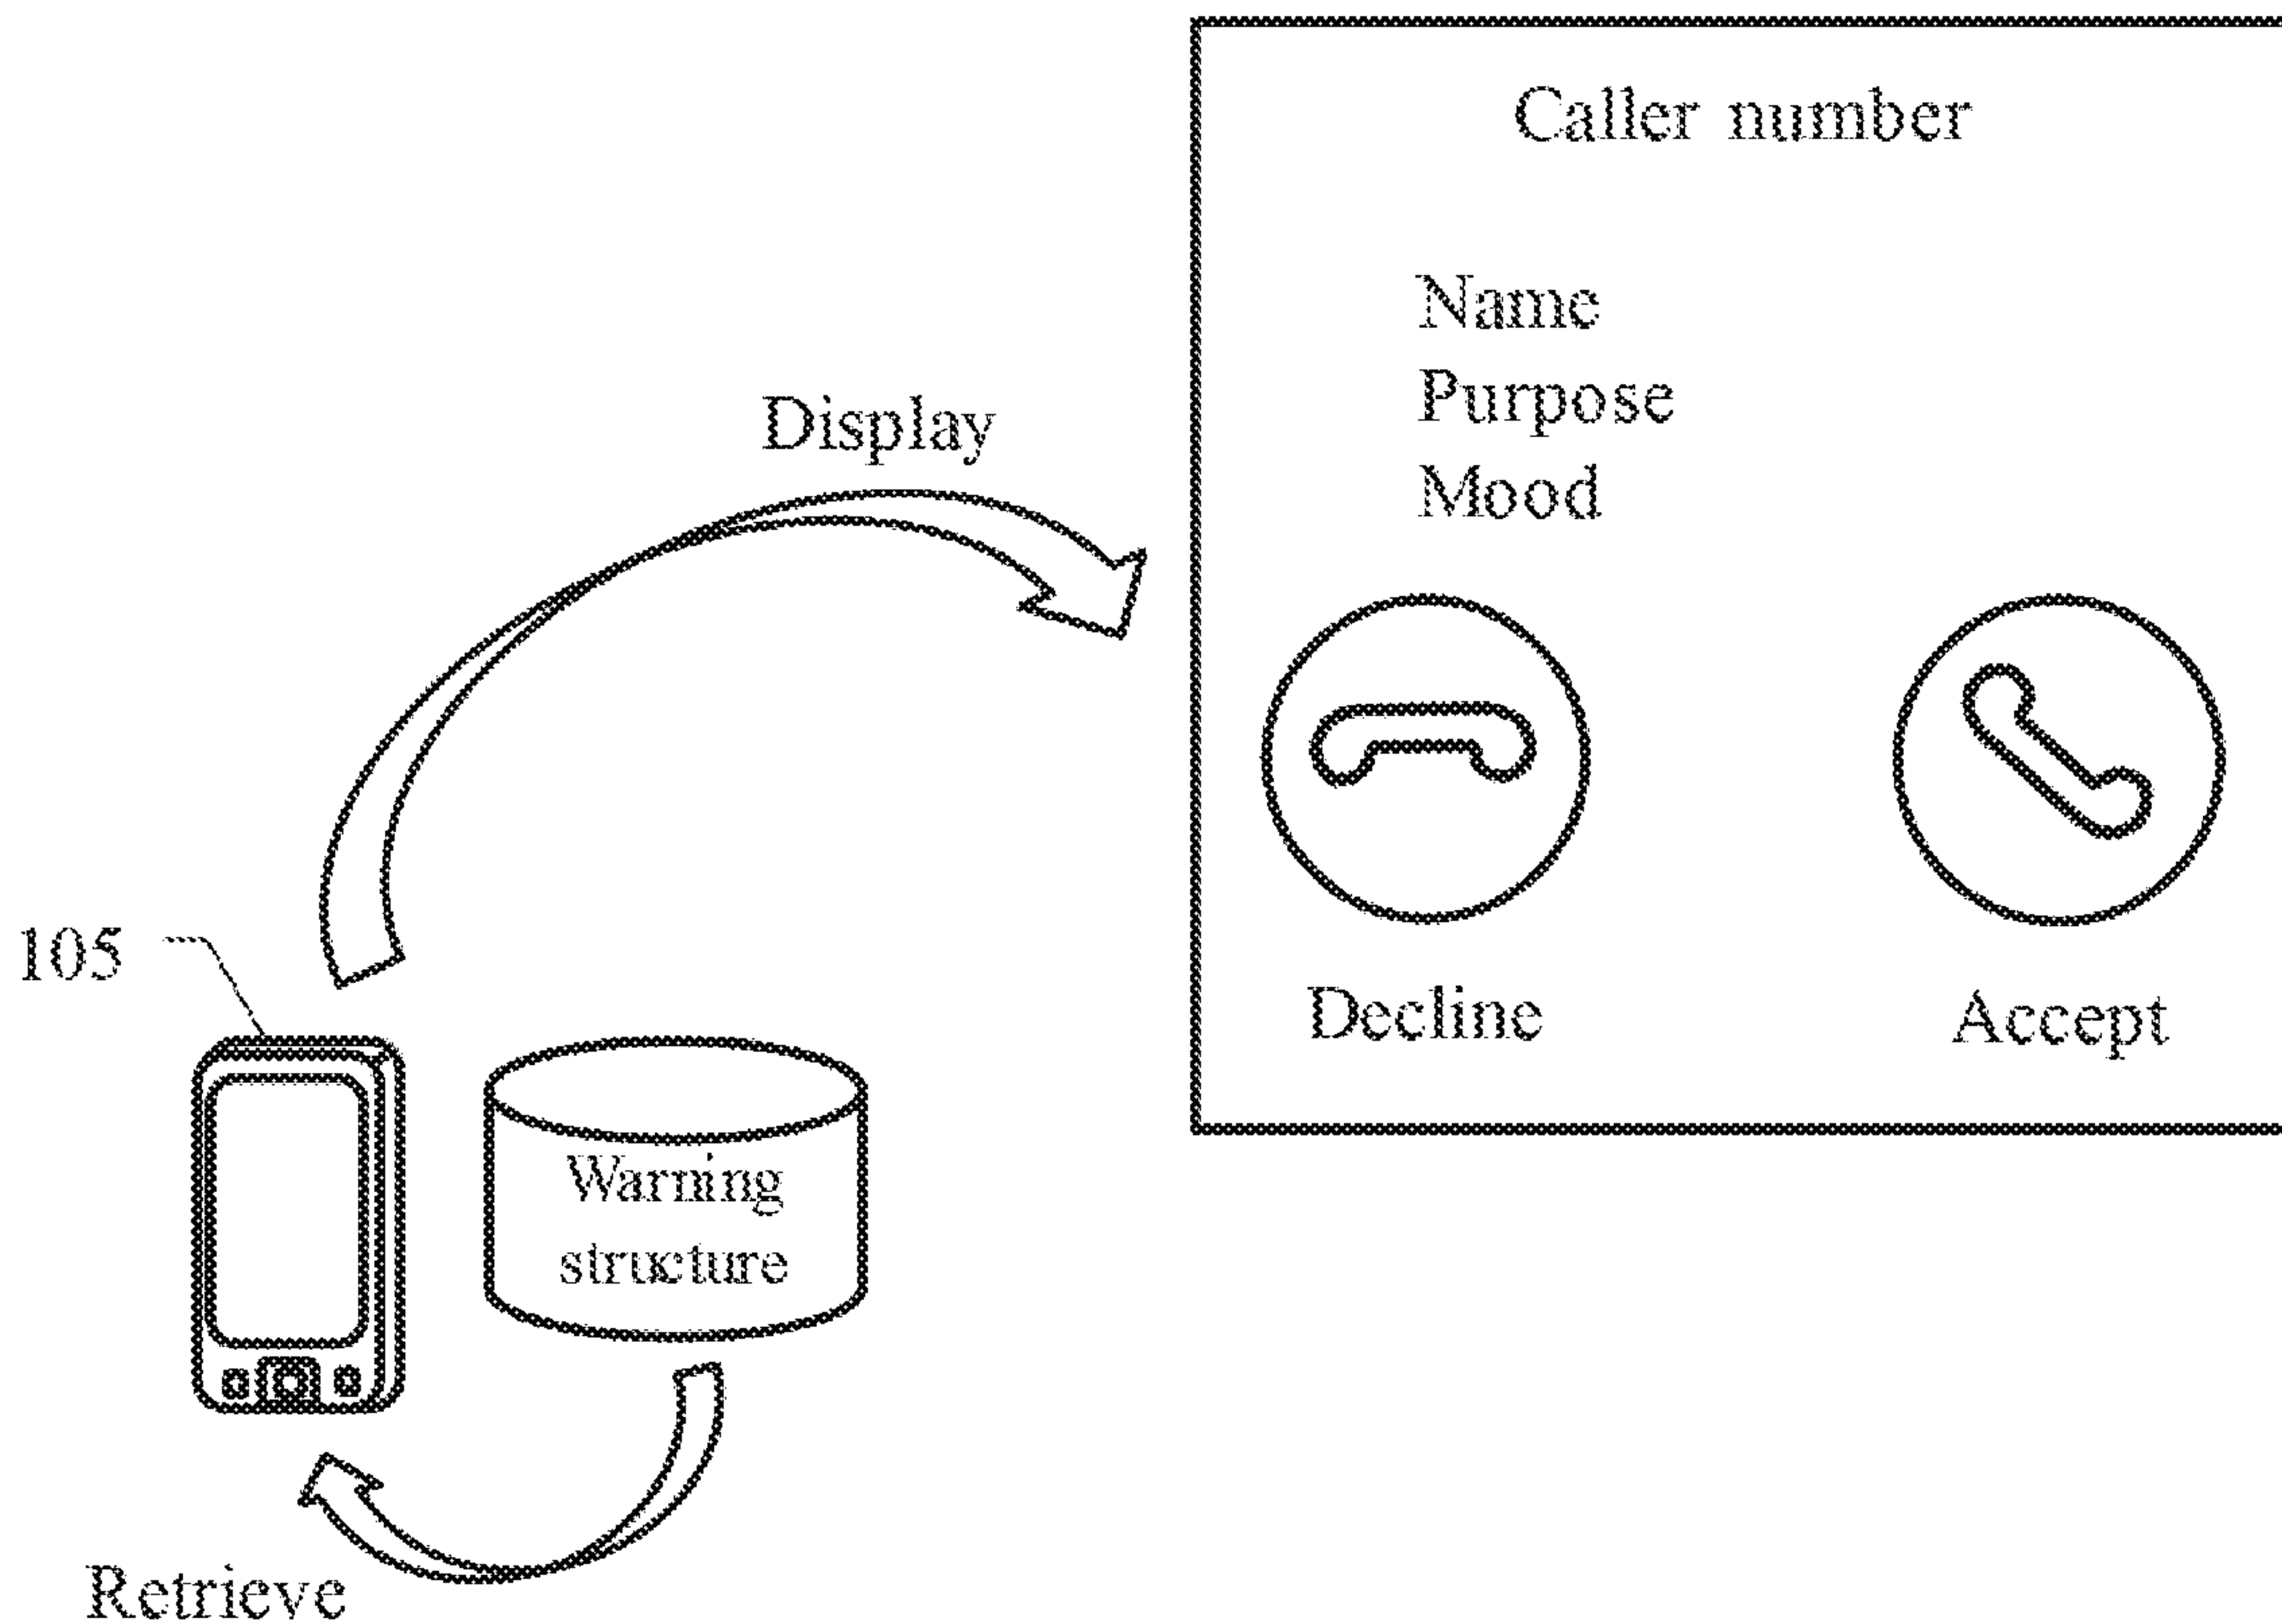 Caller number
Name
Purpose
Mood
Display
Decline
Accept
105
Warning
structure
Retrieve